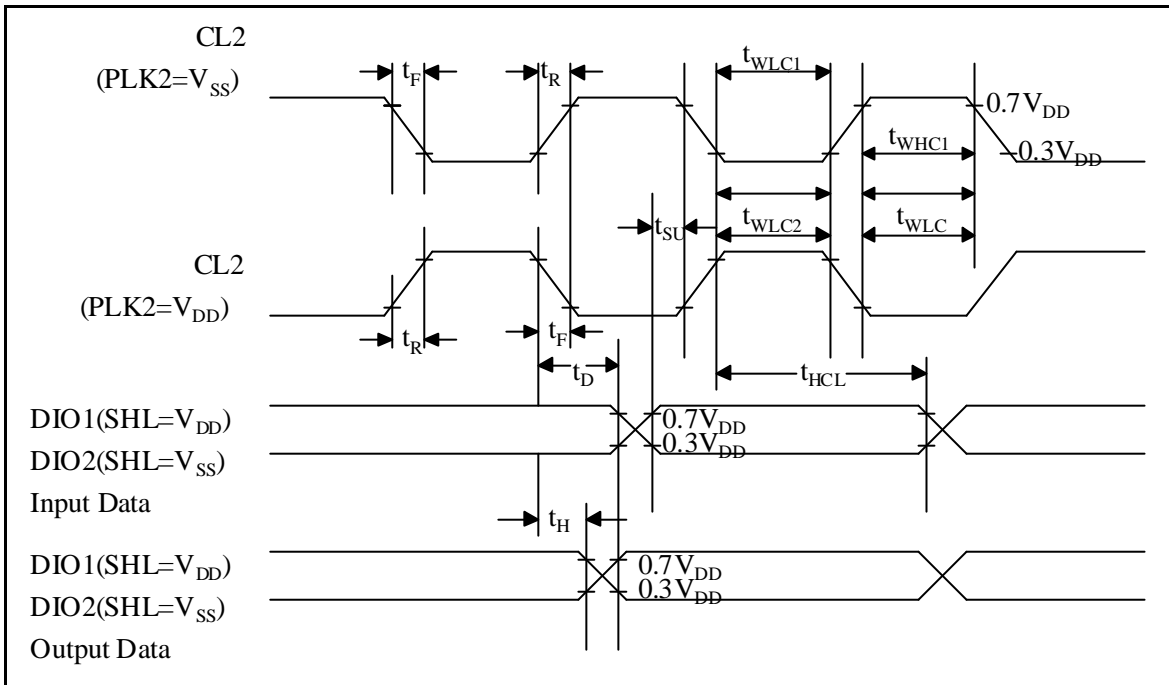 CL2
(PLK2=VSS)
tF
tR
tWLC1
0.7VDD
tWHC1
0.3VDD
tSU
tWLC2
tWLC
CL2
(PLK2=VDD)
tR
tF
tD
tHCL
DIO1(SHL=VDD)
0.7VDD
DIO2(SHL=VSS)
0.3VDD
Input Data
tH
DIO1(SHL=VDD)
0.7VDD
DIO2(SHL=VSS)
0.3VDD
Output Data